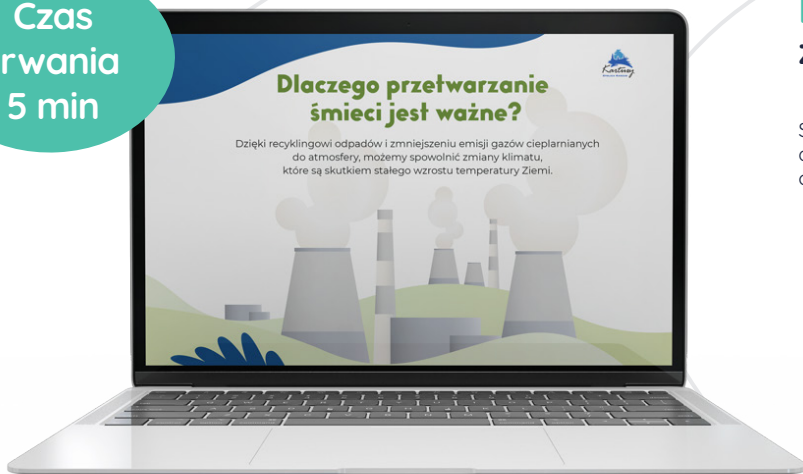 Czas
rwania
5 min
Dlaczego przetwarzanie
śmieci jest ważne?
Kartuzy
Dzięki recyklingowi odpadów i zmniejszeniu emisji gazów cieplarnianych
do atmosfery, możemy spowolnić zmiany klimatu,
które są skutkiem stałego wzrostu temperatury Ziemi.